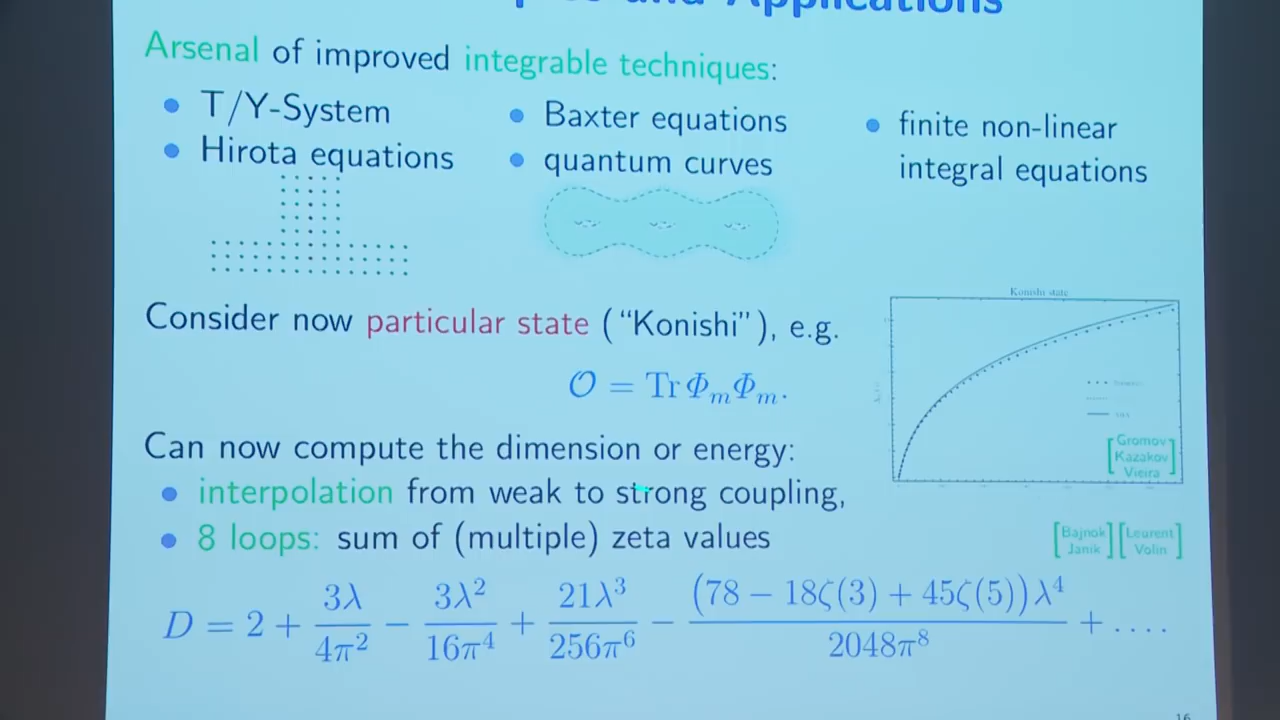 and Applications
Arsenal of improved integrable techniques:
• T/Y-System
• Hirota equations
• Baxter equations
• quantum curves
• finite non-linear
integral equations
Consider now particular state (“Konishi”), e.g.
𝒪 = Tr Φ_m Φ_m.
Konishi state
[Gromov
Kazakov
Vieira]
Can now compute the dimension or energy:
• interpolation from weak to strong coupling,
• 8 loops: sum of (multiple) zeta values
[Bajnok
Janik] [Leurent
Volin]
D = 2 + 3λ/4π² − 3λ²/16π⁴ + 21λ³/256π⁶ − (78 − 18ζ(3) + 45ζ(5))λ⁴/2048π⁸ + . . . .
16